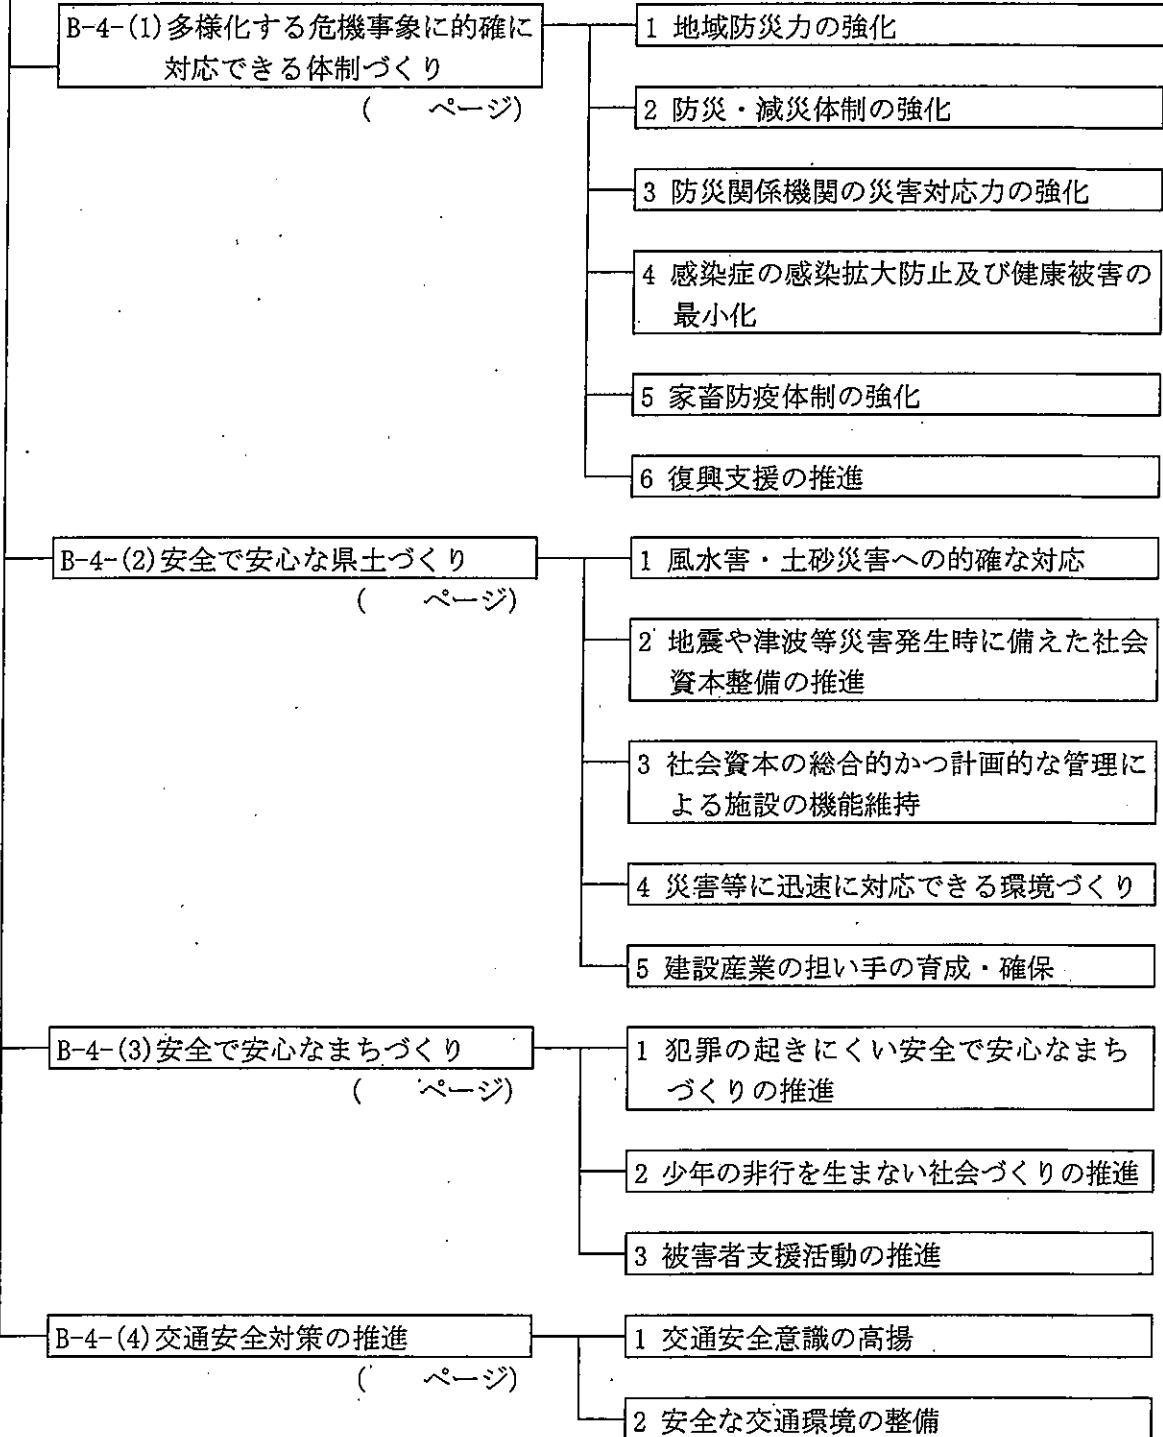 B-4-(1)多様化する危機事象に的確に
対応できる体制づくり
(　　ページ)
1 地域防災力の強化
2 防災・減災体制の強化
3 防災関係機関の災害対応力の強化
4 感染症の感染拡大防止及び健康被害の
最小化
5 家畜防疫体制の強化
6 復興支援の推進
B-4-(2)安全で安心な県土づくり
(　　ページ)
1 風水害・土砂災害への的確な対応
2 地震や津波等災害発生時に備えた社会
資本整備の推進
3 社会資本の総合的かつ計画的な管理に
よる施設の機能維持
4 災害等に迅速に対応できる環境づくり
5 建設産業の担い手の育成・確保
B-4-(3)安全で安心なまちづくり
(　　ページ)
1 犯罪の起きにくい安全で安心なまち
づくりの推進
2 少年の非行を生まない社会づくりの推進
3 被害者支援活動の推進
B-4-(4)交通安全対策の推進
(　　ページ)
1 交通安全意識の高揚
2 安全な交通環境の整備